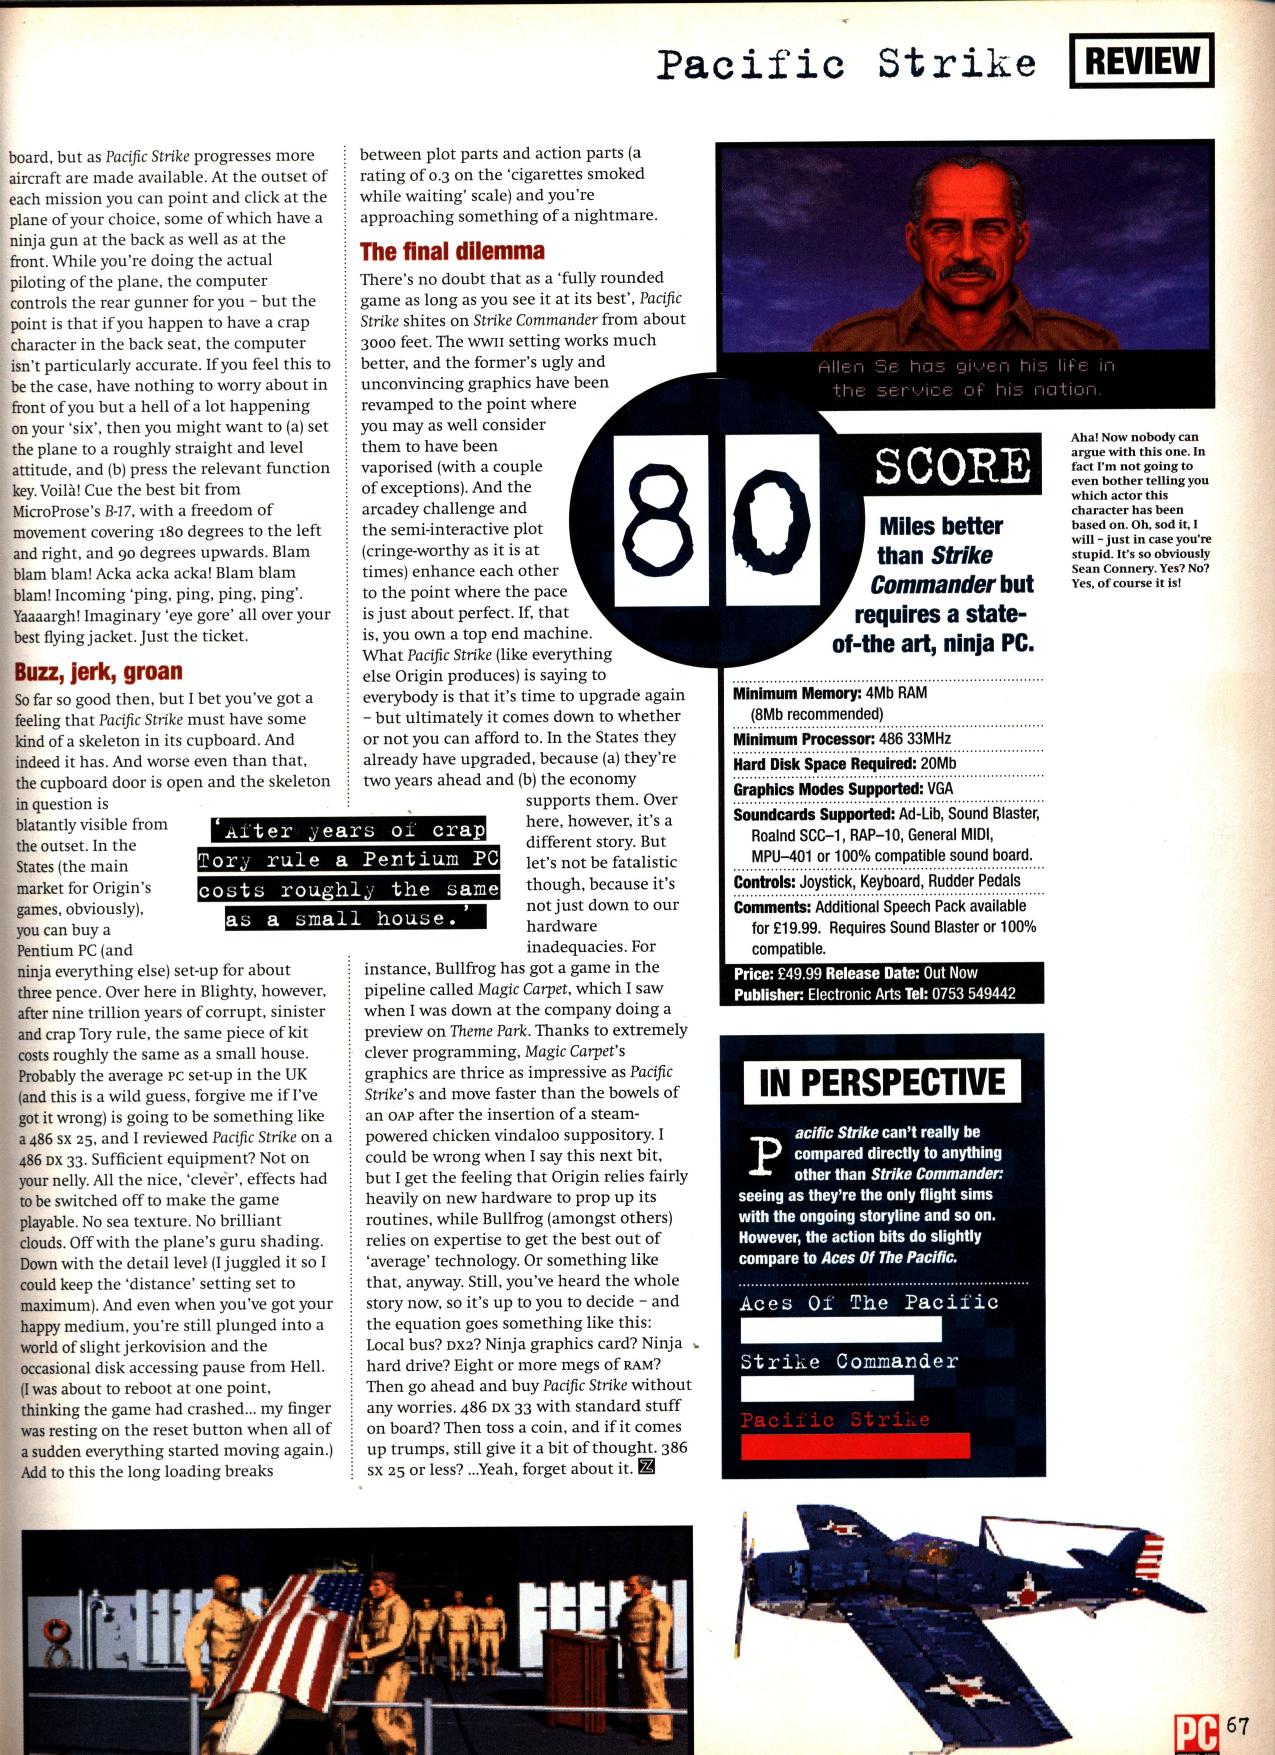 Pacific Strike
REVIEW
board, but as Pacific Strike progresses more
aircraft are made available. At the outset of
each mission you can point and click at the
plane of your choice, some of which have a
ninja gun at the back as well as at the
front. While you're doing the actual
piloting of the plane, the computer
controls the rear gunner for you – but the
point is that if you happen to have a crap
character in the back seat, the computer
isn't particularly accurate. If you feel this to
be the case, have nothing to worry about in
front of you but a hell of a lot happening
on your 'six', then you might want to (a) set
the plane to a roughly straight and level
attitude, and (b) press the relevant function
key. Voilà! Cue the best bit from
MicroProse's B-17, with a freedom of
movement covering 180 degrees to the left
and right, and 90 degrees upwards. Blam
blam blam! Acka acka acka! Blam blam
blam! Incoming 'ping, ping, ping, ping'.
Yaaaargh! Imaginary 'eye gore' all over your
best flying jacket. Just the ticket.
Buzz, jerk, groan
So far so good then, but I bet you've got a
feeling that Pacific Strike must have some
kind of a skeleton in its cupboard. And
indeed it has. And worse even than that,
the cupboard door is open and the skeleton
in question is
blatantly visible from
the outset. In the
States (the main
market for Origin's
games, obviously),
you can buy a
Pentium PC (and
ninja everything else) set-up for about
three pence. Over here in Blighty, however,
after nine trillion years of corrupt, sinister
and crap Tory rule, the same piece of kit
costs roughly the same as a small house.
Probably the average PC set-up in the UK
(and this is a wild guess, forgive me if I've
got it wrong) is going to be something like
a 486 SX 25, and I reviewed Pacific Strike on a
486 DX 33. Sufficient equipment? Not on
your nelly. All the nice, 'clever', effects had
to be switched off to make the game
playable. No sea texture. No brilliant
clouds. Off with the plane's guru shading.
Down with the detail level (I juggled it so I
could keep the 'distance' setting set to
maximum). And even when you've got your
happy medium, you're still plunged into a
world of slight jerkovision and the
occasional disk accessing pause from Hell.
(I was about to reboot at one point,
thinking the game had crashed... my finger
was resting on the reset button when all of
a sudden everything started moving again.)
Add to this the long loading breaks
'After years of crap
Tory rule a Pentium PC
costs roughly the same
as a small house.'
between plot parts and action parts (a
rating of 0.3 on the 'cigarettes smoked
while waiting' scale) and you're
approaching something of a nightmare.
The final dilemma
There's no doubt that as a 'fully rounded
game as long as you see it at its best', Pacific
Strike shites on Strike Commander from about
3000 feet. The WWII setting works much
better, and the former's ugly and
unconvincing graphics have been
revamped to the point where
you may as well consider
them to have been
vaporised (with a couple
of exceptions). And the
arcadey challenge and
the semi-interactive plot
(cringe-worthy as it is at
times) enhance each other
to the point where the pace
is just about perfect. If, that
is, you own a top end machine.
What Pacific Strike (like everything
else Origin produces) is saying to
everybody is that it's time to upgrade again
– but ultimately it comes down to whether
or not you can afford to. In the States they
already have upgraded, because (a) they're
two years ahead and (b) the economy
supports them. Over
here, however, it's a
different story. But
let's not be fatalistic
though, because it's
not just down to our
hardware
inadequacies. For
instance, Bullfrog has got a game in the
pipeline called Magic Carpet, which I saw
when I was down at the company doing a
preview on Theme Park. Thanks to extremely
clever programming, Magic Carpet's
graphics are thrice as impressive as Pacific
Strike's and move faster than the bowels of
an OAP after the insertion of a steam-
powered chicken vindaloo suppository. I
could be wrong when I say this next bit,
but I get the feeling that Origin relies fairly
heavily on new hardware to prop up its
routines, while Bullfrog (amongst others)
relies on expertise to get the best out of
'average' technology. Or something like
that, anyway. Still, you've heard the whole
story now, so it's up to you to decide – and
the equation goes something like this:
Local bus? DX2? Ninja graphics card? Ninja
hard drive? Eight or more megs of RAM?
Then go ahead and buy Pacific Strike without
any worries. 486 DX 33 with standard stuff
on board? Then toss a coin, and if it comes
up trumps, still give it a bit of thought. 386
SX 25 or less? ...Yeah, forget about it. Z
Allen Se has given his life in
the service of his nation.
Aha! Now nobody can
argue with this one. In
fact I'm not going to
even bother telling you
which actor this
character has been
based on. Oh, sod it, I
will – just in case you're
stupid. It's so obviously
Sean Connery. Yes? No?
Yes, of course it is!
80
SCORE
Miles better
than Strike
Commander but
requires a state-
of-the art, ninja PC.
Minimum Memory: 4Mb RAM
(8Mb recommended)
Minimum Processor: 486 33MHz
Hard Disk Space Required: 20Mb
Graphics Modes Supported: VGA
Soundcards Supported: Ad-Lib, Sound Blaster,
Roalnd SCC–1, RAP–10, General MIDI,
MPU–401 or 100% compatible sound board.
Controls: Joystick, Keyboard, Rudder Pedals
Comments: Additional Speech Pack available
for £19.99. Requires Sound Blaster or 100%
compatible.
Price: £49.99 Release Date: Out Now
Publisher: Electronic Arts Tel: 0753 549442
IN PERSPECTIVE
Pacific Strike can't really be
compared directly to anything
other than Strike Commander:
seeing as they're the only flight sims
with the ongoing storyline and so on.
However, the action bits do slightly
compare to Aces Of The Pacific.
Aces Of The Pacific
Strike Commander
Pacific Strike
PC 67